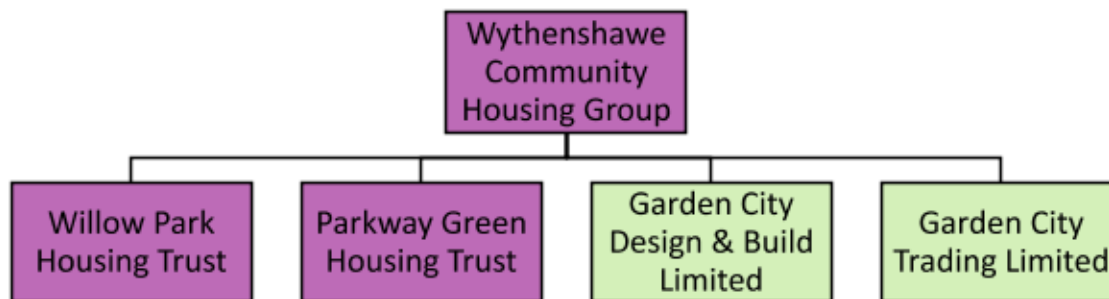 Wythenshawe
Community
Housing Group
Willow Park
Housing Trust
Parkway Green
Housing Trust
Garden City
Design & Build
Limited
Garden City
Trading Limited